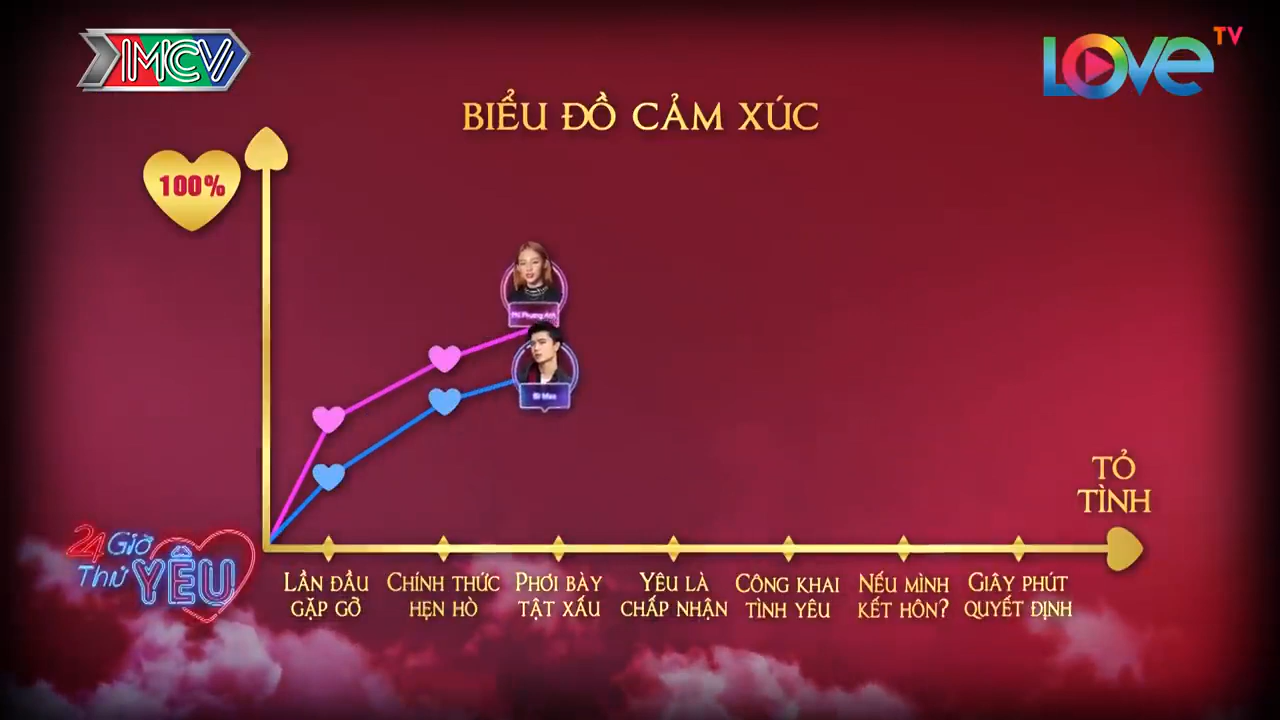 MCV
LOVE TV
BIỂU ĐỒ CẢM XÚC
100%
TỎ
TÌNH
24 Giờ
Thử YÊU
LẦN ĐẦU
GẶP GỠ
CHÍNH THỨC
HẸN HÒ
PHƠI BÀY
TẬT XẤU
YÊU LÀ
CHẤP NHẬN
CÔNG KHAI
TÌNH YÊU
NẾU MÌNH
KẾT HÔN?
GIÂY PHÚT
QUYẾT ĐỊNH